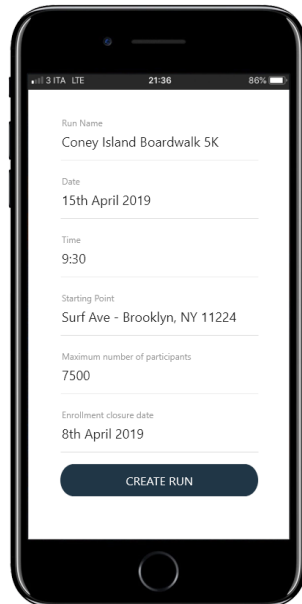 3 ITA LTE 21:36 86%
Run Name
Coney Island Boardwalk 5K
Date
15th April 2019
Time
9:30
Starting Point
Surf Ave - Brooklyn, NY 11224
Maximum number of participants
7500
Enrollment closure date
8th April 2019
CREATE RUN